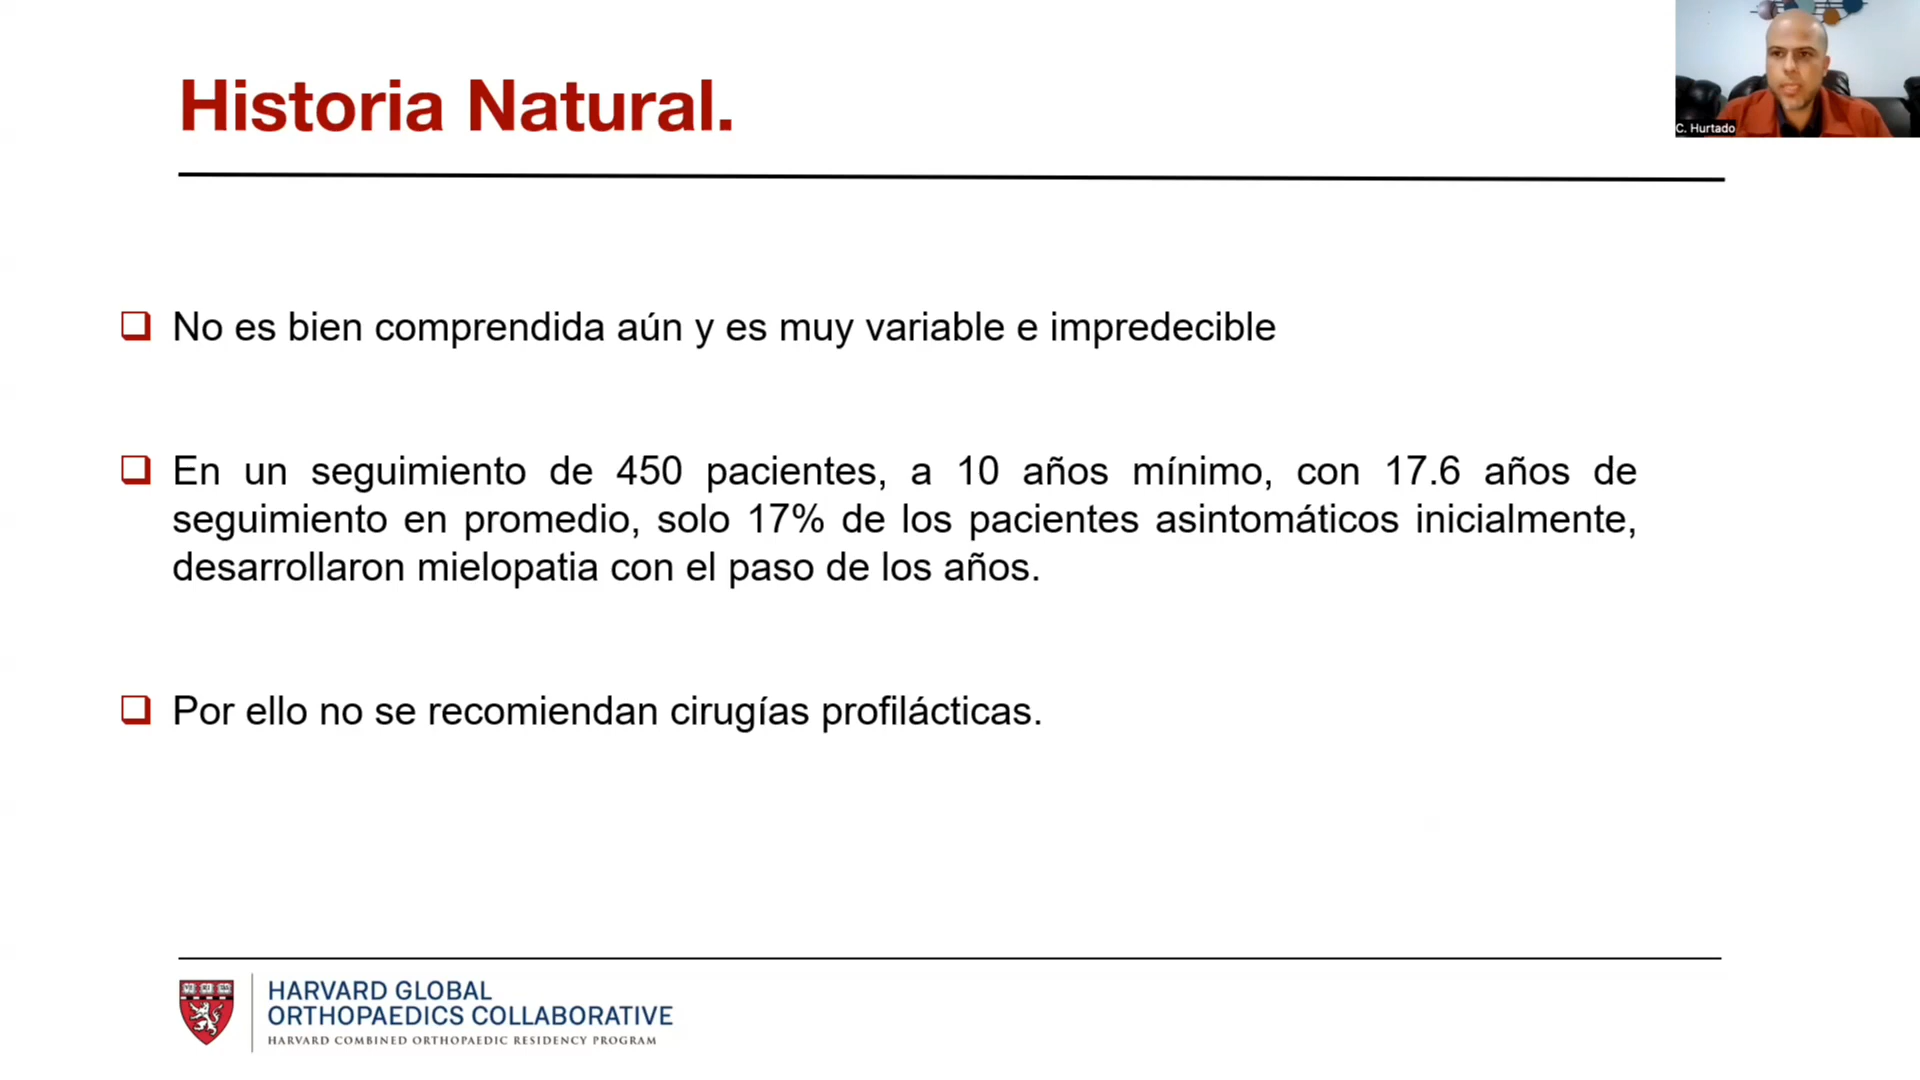 Historia Natural.
C. Hurtado
No es bien comprendida aún y es muy variable e impredecible
En un seguimiento de 450 pacientes, a 10 años mínimo, con 17.6 años de
seguimiento en promedio, solo 17% de los pacientes asintomáticos inicialmente,
desarrollaron mielopatia con el paso de los años.
Por ello no se recomiendan cirugías profilácticas.
HARVARD GLOBAL
ORTHOPAEDICS COLLABORATIVE
HARVARD COMBINED ORTHOPAEDIC RESIDENCY PROGRAM